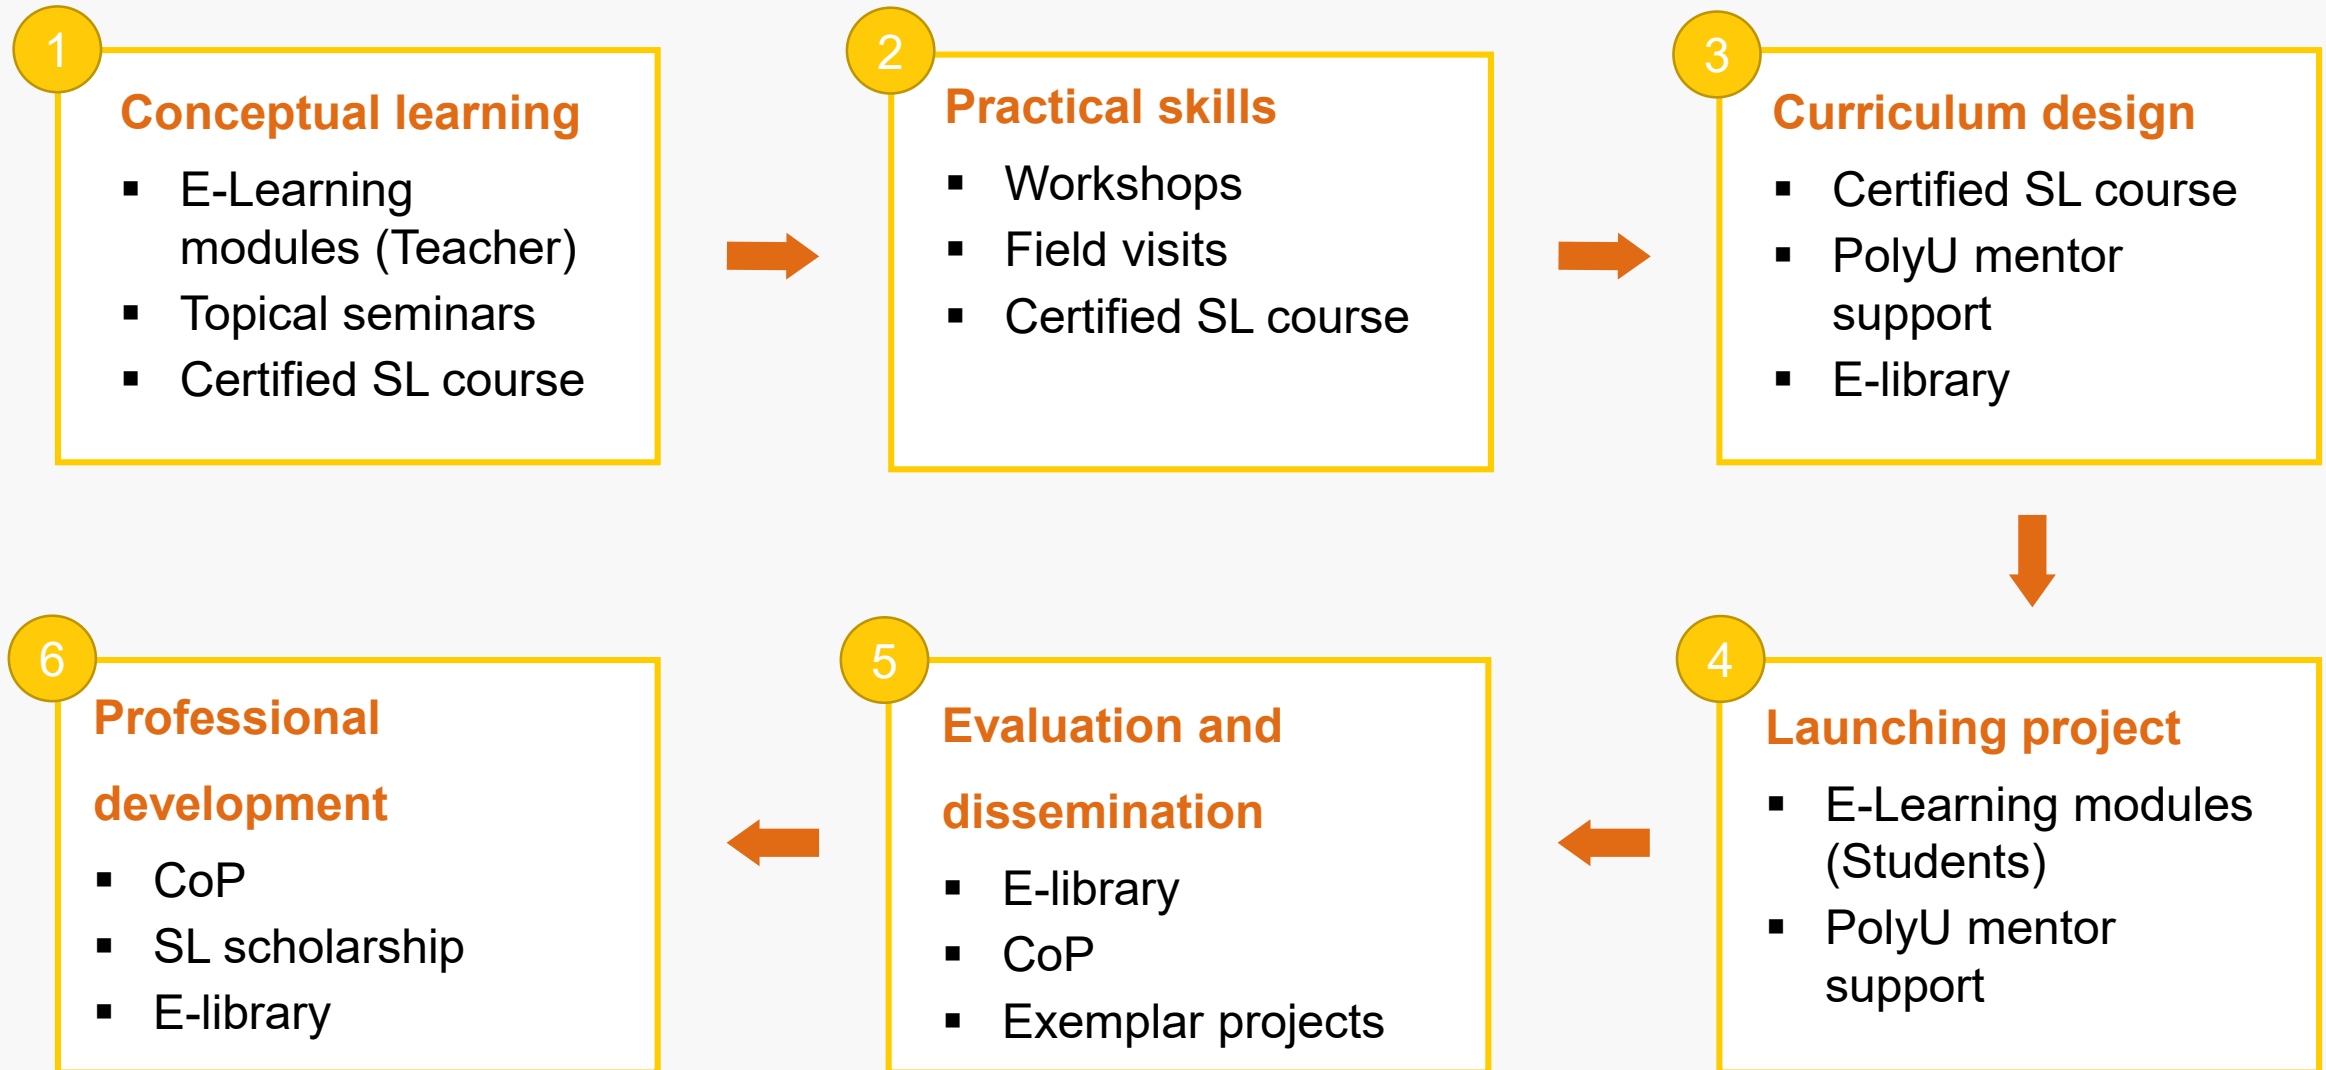 1
Conceptual learning
▪ E-Learning
modules (Teacher)
▪ Topical seminars
▪ Certified SL course
2
Practical skills
▪ Workshops
▪ Field visits
▪ Certified SL course
3
Curriculum design
▪ Certified SL course
▪ PolyU mentor
support
▪ E-library
4
Launching project
▪ E-Learning modules
(Students)
▪ PolyU mentor
support
5
Evaluation and
dissemination
▪ E-library
▪ CoP
▪ Exemplar projects
6
Professional
development
▪ CoP
▪ SL scholarship
▪ E-library